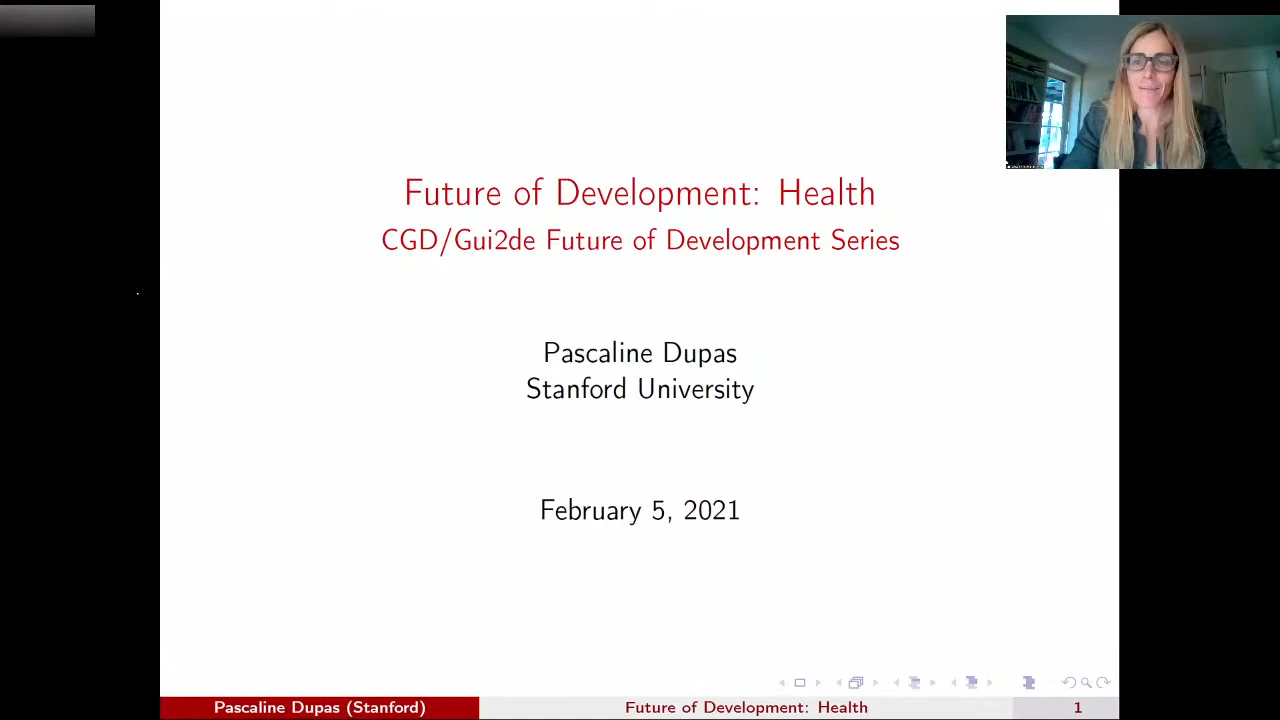 Future of Development: Health
CGD/Gui2de Future of Development Series
Pascaline Dupas
Stanford University
February 5, 2021
Pascaline Dupas (Stanford)
Future of Development: Health
1